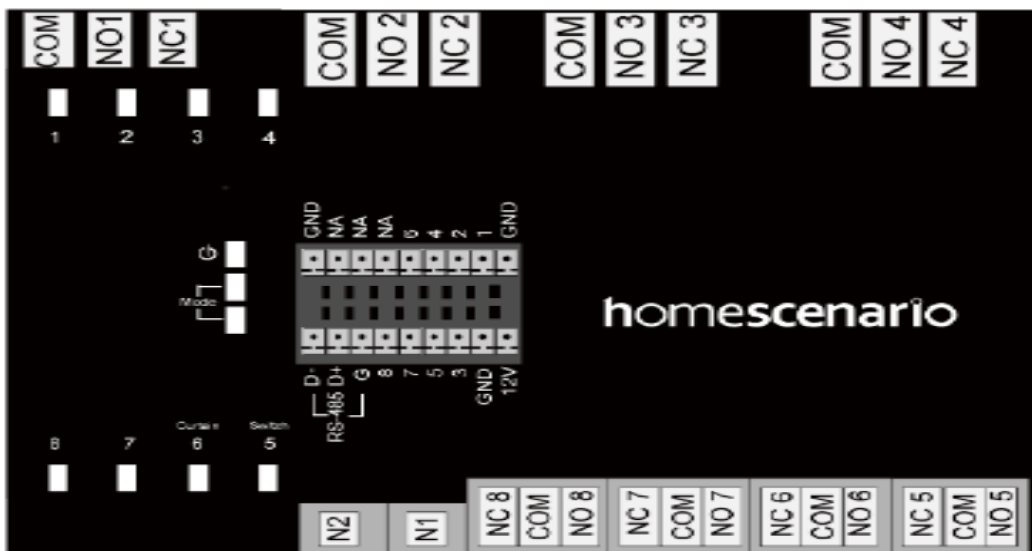 COM NO1 NC1 COM NO 2 NC 2 COM NO 3 NC 3 COM NO 4 NC 4
1 2 3 4
GND NA NA NA 6 4 2 1 GND
Mode
homescenario
D- D+ G 8 7 5 3 GND 12V
RS-485
Curtain Switch
8 7 6 5
N2 N1 NC 8 COM NO 8 NC 7 COM NO 7 NC 6 COM NO 6 NC 5 COM NO 5